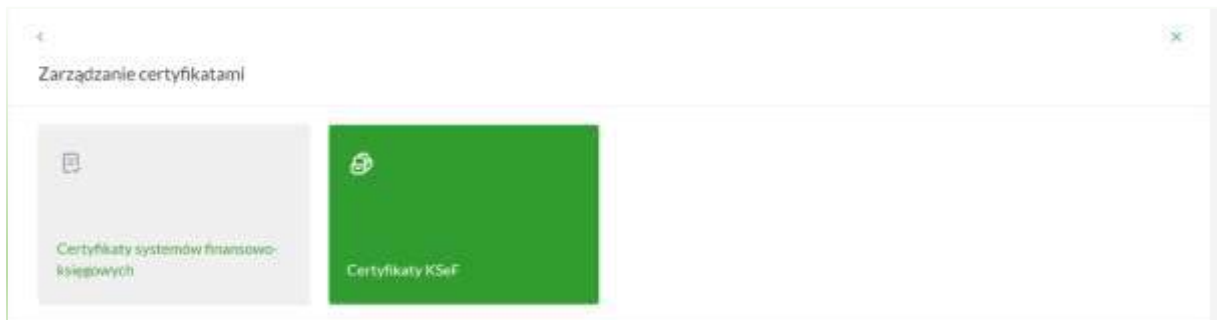 Zarządzanie certyfikatami
Certyfikaty systemów finansowo-
księgowych
Certyfikaty KSeF